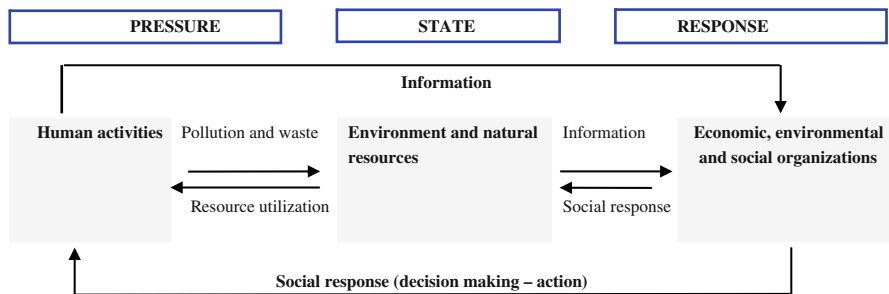 PRESSURE
STATE
RESPONSE
Information
Human activities
Pollution and waste
Resource utilization
Environment and natural
resources
Information
Social response
Economic, environmental
and social organizations
Social response (decision making – action)